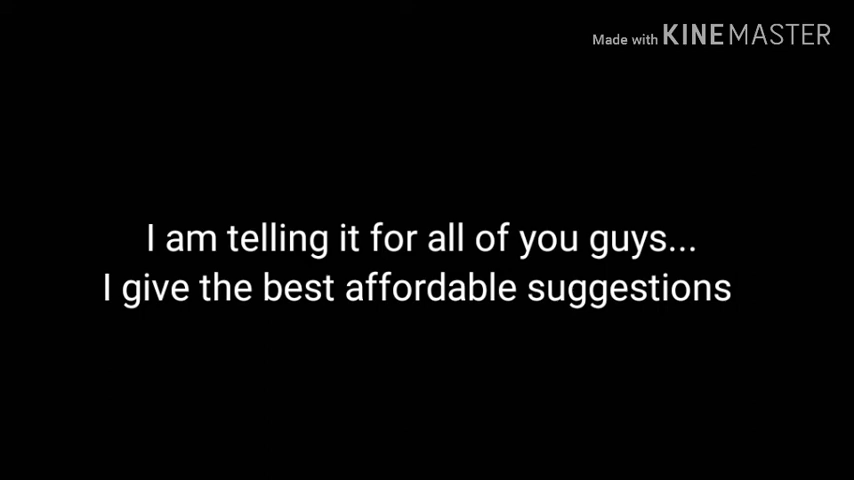 Made with KINEMASTER
I am telling it for all of you guys...
I give the best affordable suggestions